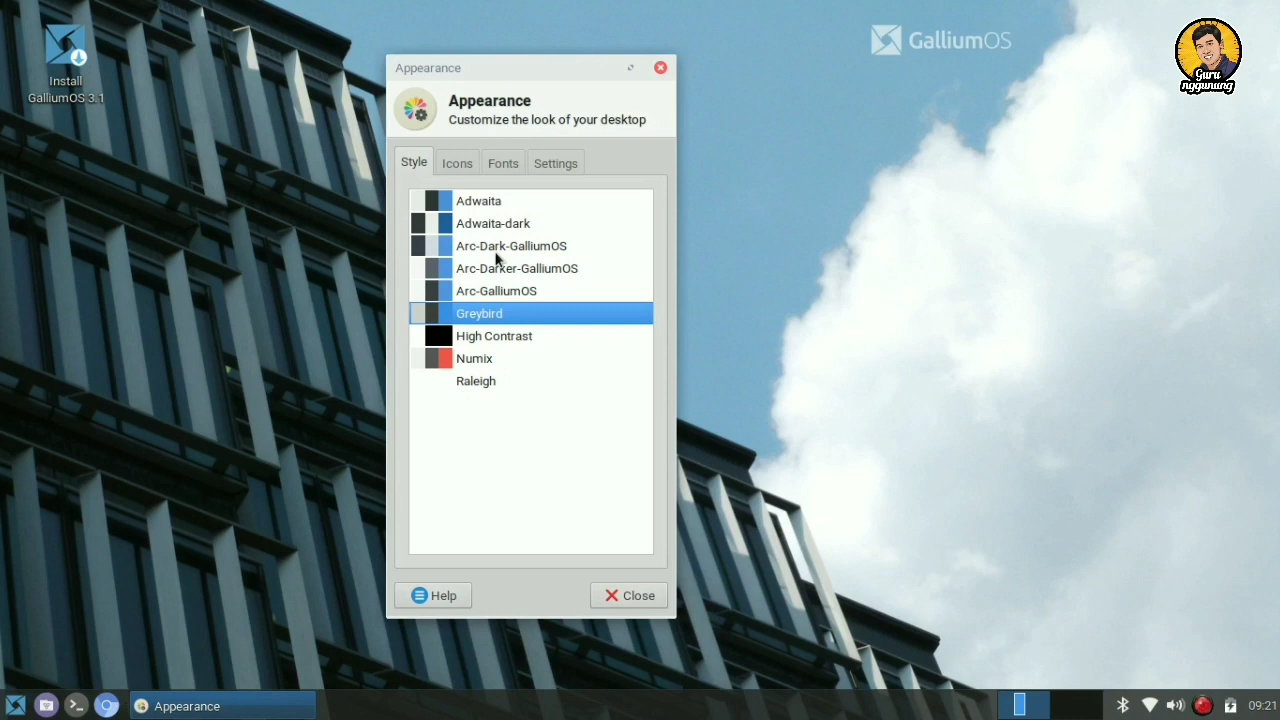 Install
GalliumOS 3.1
GalliumOS
Guru
nggunung
Appearance
Appearance
Customize the look of your desktop
Style
Icons
Fonts
Settings
Adwaita
Adwaita-dark
Arc-Dark-GalliumOS
Arc-Darker-GalliumOS
Arc-GalliumOS
Greybird
High Contrast
Numix
Raleigh
Help
Close
Appearance
09:21